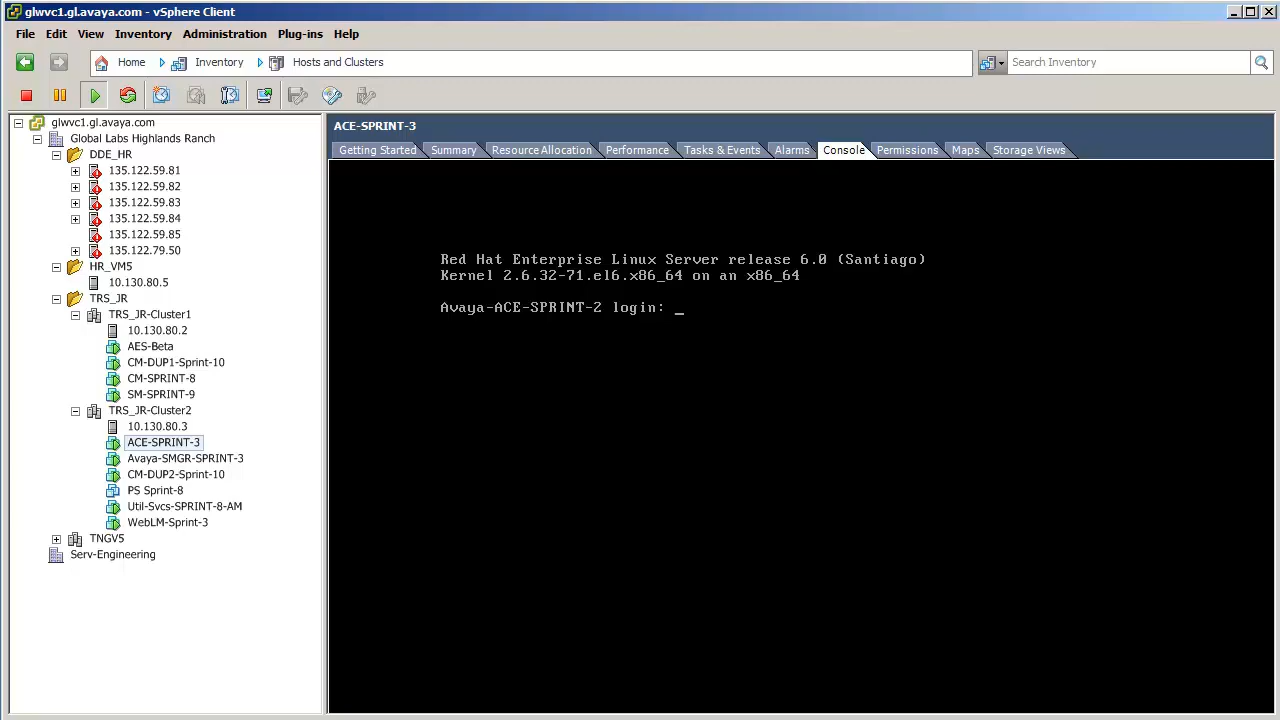 glwvc1.gl.avaya.com - vSphere Client
File Edit View Inventory Administration Plug-ins Help
Home Inventory Hosts and Clusters Search Inventory
glwvc1.gl.avaya.com
Global Labs Highlands Ranch
DDE_HR
135.122.59.81
135.122.59.82
135.122.59.83
135.122.59.84
135.122.59.85
135.122.79.50
HR_VM5
10.130.80.5
TRS_JR
TRS_JR-Cluster1
10.130.80.2
AES-Beta
CM-DUP1-Sprint-10
CM-SPRINT-8
SM-SPRINT-9
TRS_JR-Cluster2
10.130.80.3
ACE-SPRINT-3
Avaya-SMGR-SPRINT-3
CM-DUP2-Sprint-10
PS Sprint-8
Util-Svcs-SPRINT-8-AM
WebLM-Sprint-3
TNGV5
Serv-Engineering
ACE-SPRINT-3
Getting Started Summary Resource Allocation Performance Tasks & Events Alarms Console Permissions Maps Storage Views
Red Hat Enterprise Linux Server release 6.0 (Santiago)
Kernel 2.6.32-71.el6.x86_64 on an x86_64
Avaya-ACE-SPRINT-2 login: _